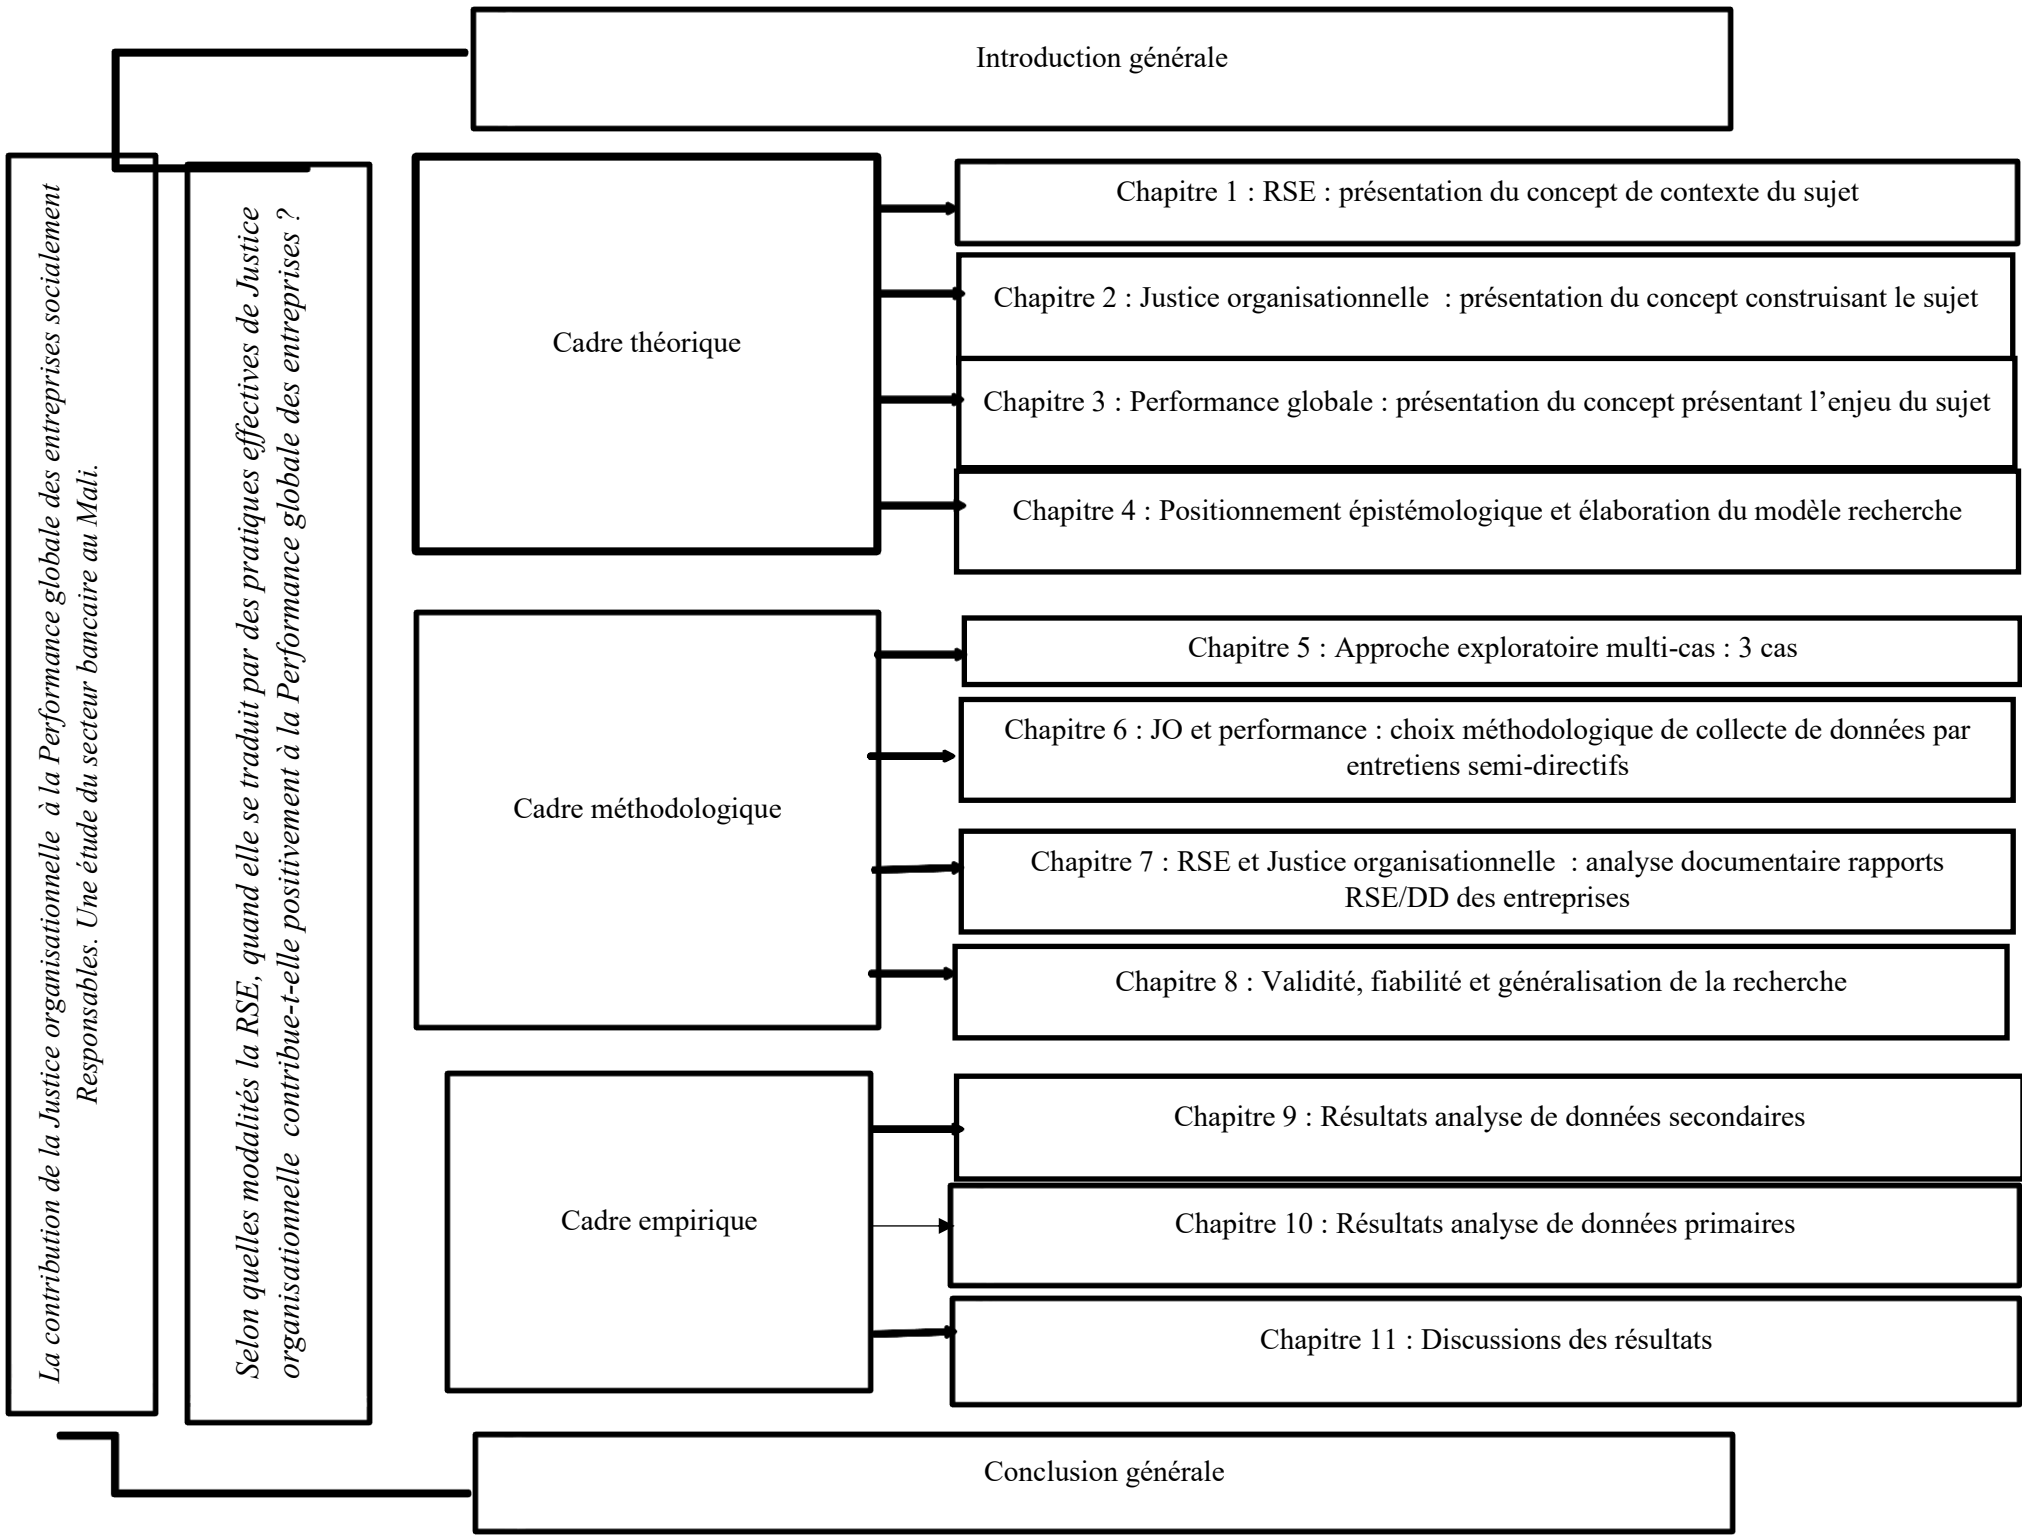 Introduction générale
La contribution de la Justice organisationnelle à la Performance globale des entreprises socialement
Responsables. Une étude du secteur bancaire au Mali.
Selon quelles modalités la RSE, quand elle se traduit par des pratiques effectives de Justice
organisationnelle contribue-t-elle positivement à la Performance globale des entreprises ?
Cadre théorique
Chapitre 1 : RSE : présentation du concept de contexte du sujet
Chapitre 2 : Justice organisationnelle : présentation du concept construisant le sujet
Chapitre 3 : Performance globale : présentation du concept présentant l’enjeu du sujet
Chapitre 4 : Positionnement épistémologique et élaboration du modèle recherche
Cadre méthodologique
Chapitre 5 : Approche exploratoire multi-cas : 3 cas
Chapitre 6 : JO et performance : choix méthodologique de collecte de données par
entretiens semi-directifs
Chapitre 7 : RSE et Justice organisationnelle : analyse documentaire rapports
RSE/DD des entreprises
Chapitre 8 : Validité, fiabilité et généralisation de la recherche
Cadre empirique
Chapitre 9 : Résultats analyse de données secondaires
Chapitre 10 : Résultats analyse de données primaires
Chapitre 11 : Discussions des résultats
Conclusion générale